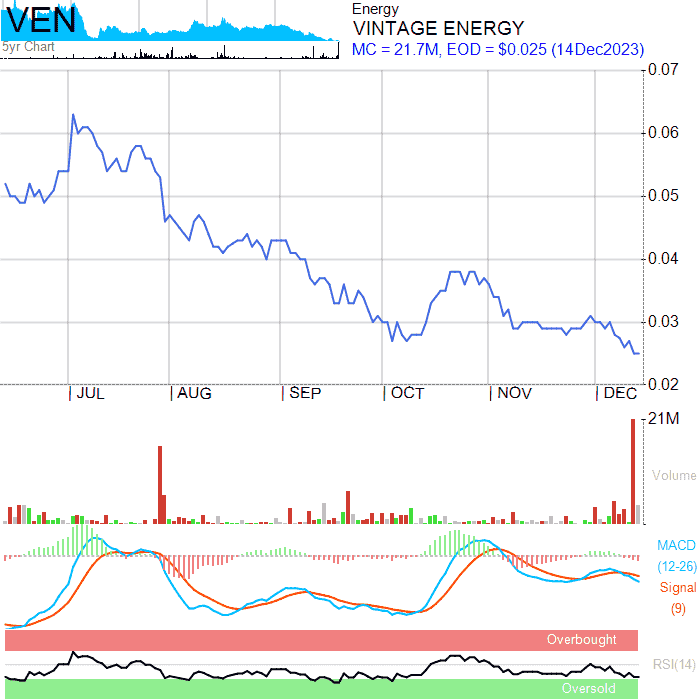 VEN
5yr Chart
Energy
VINTAGE ENERGY
MC = 21.7M, EOD = $0.025 (14Dec2023)
0.07
0.06
0.05
0.04
0.03
0.02
JUL AUG SEP OCT NOV DEC
21M
Volume
MACD
(12-26)
Signal
(9)
Overbought
RSI(14)
Oversold